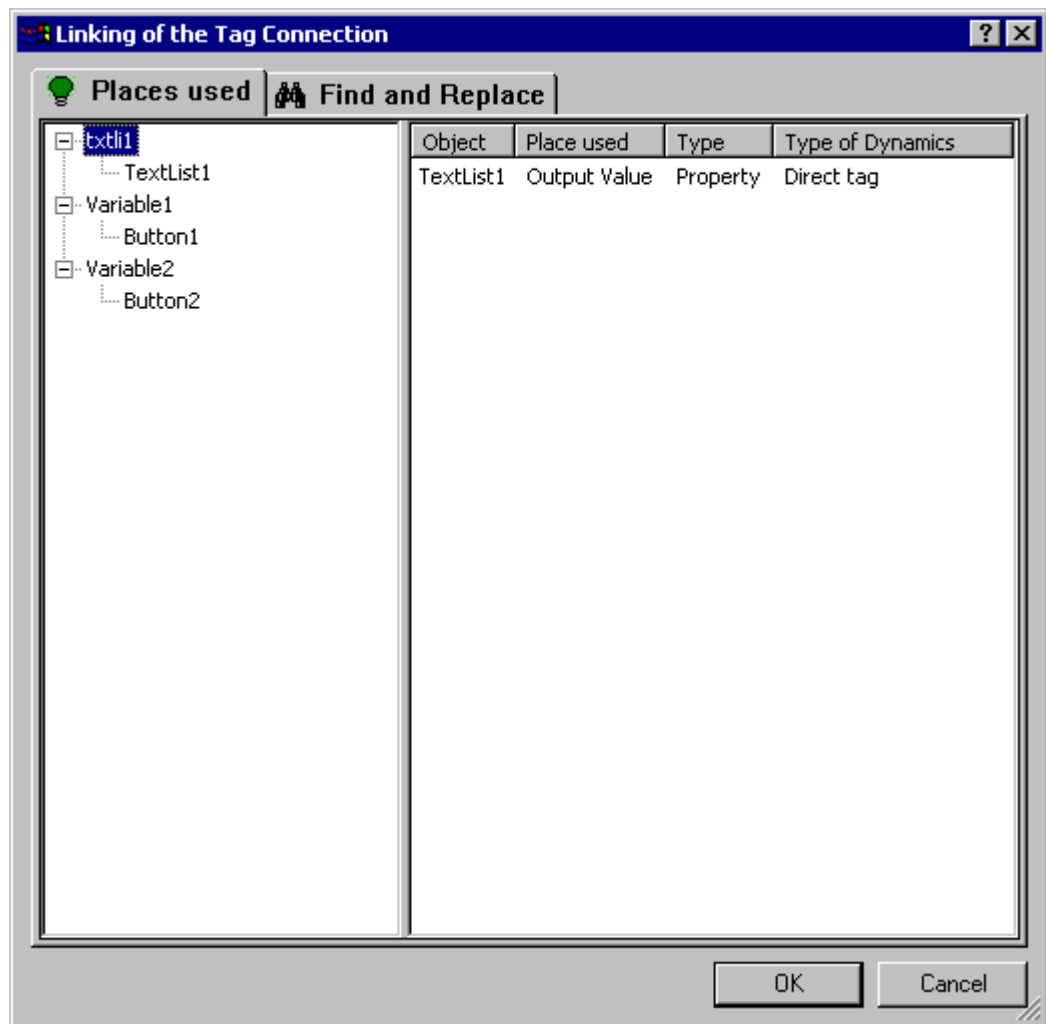 Linking of the Tag Connection
Places used
Find and Replace
txtli1
TextList1
Variable1
Button1
Variable2
Button2
Object Place used Type Type of Dynamics
TextList1 Output Value Property Direct tag
OK Cancel